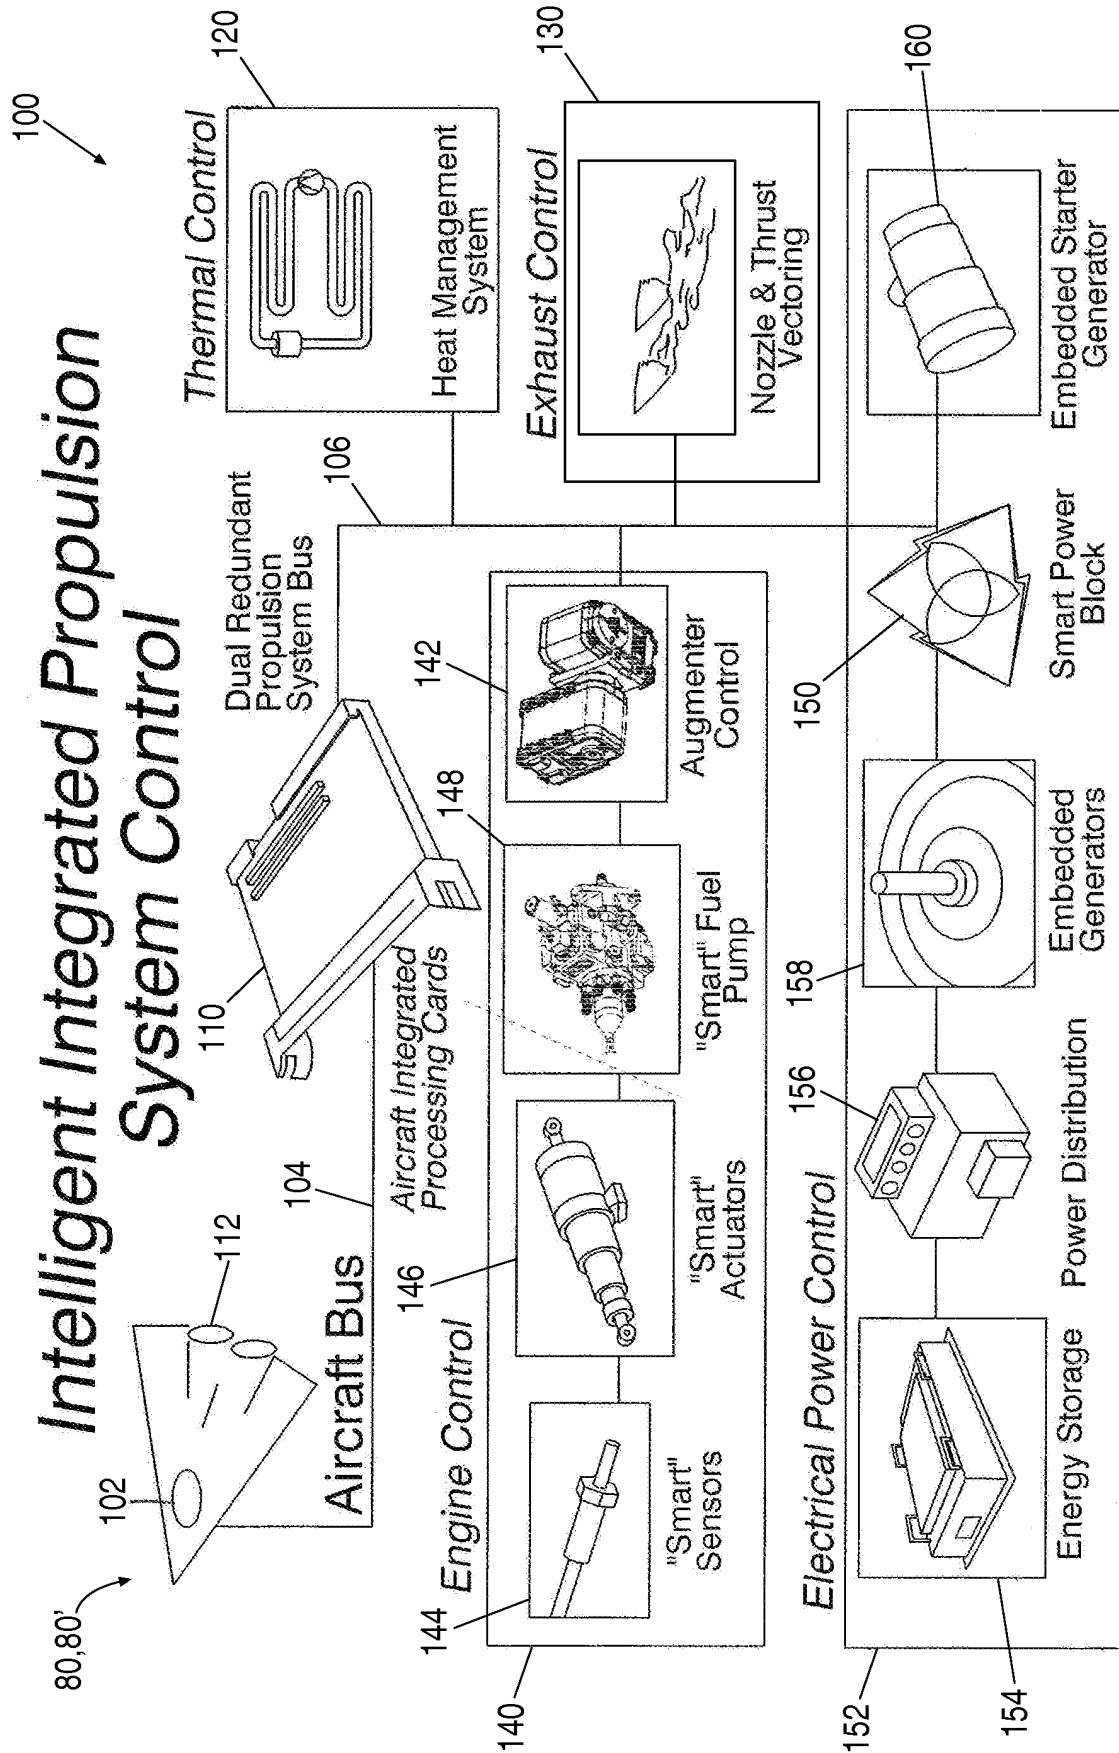 100
Intelligent Integrated Propulsion
System Control
80,80'
102
112
Aircraft Bus
104
110
Aircraft Integrated
Processing Cards
Dual Redundant
Propulsion
System Bus
106
Thermal Control
120
Heat Management
System
Exhaust Control
130
Nozzle & Thrust
Vectoring
Engine Control
140
144
"Smart"
Sensors
146
"Smart"
Actuators
148
"Smart" Fuel
Pump
142
Augmenter
Control
Electrical Power Control
152
154
Energy Storage
156
Power Distribution
158
Embedded
Generators
150
Smart Power
Block
160
Embedded Starter
Generator